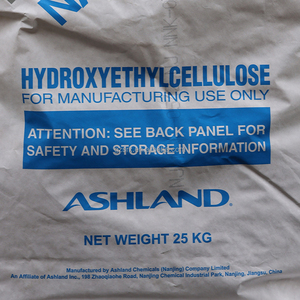 HYDROXYETHYLCELLULOSE
FOR MANUFACTURING USE ONLY
ATTENTION: SEE BACK PANEL FOR
SAFETY AND STORAGE INFORMATION
ASHLAND
NET WEIGHT 25 KG
Manufactured by Ashland Chemicals (Nanjing) Company Limited
An Affiliate of Ashland Inc., 198 Zhaoqiache Road, Nanjing Chemical Industrial Park, Nanjing, Jiangsu, China